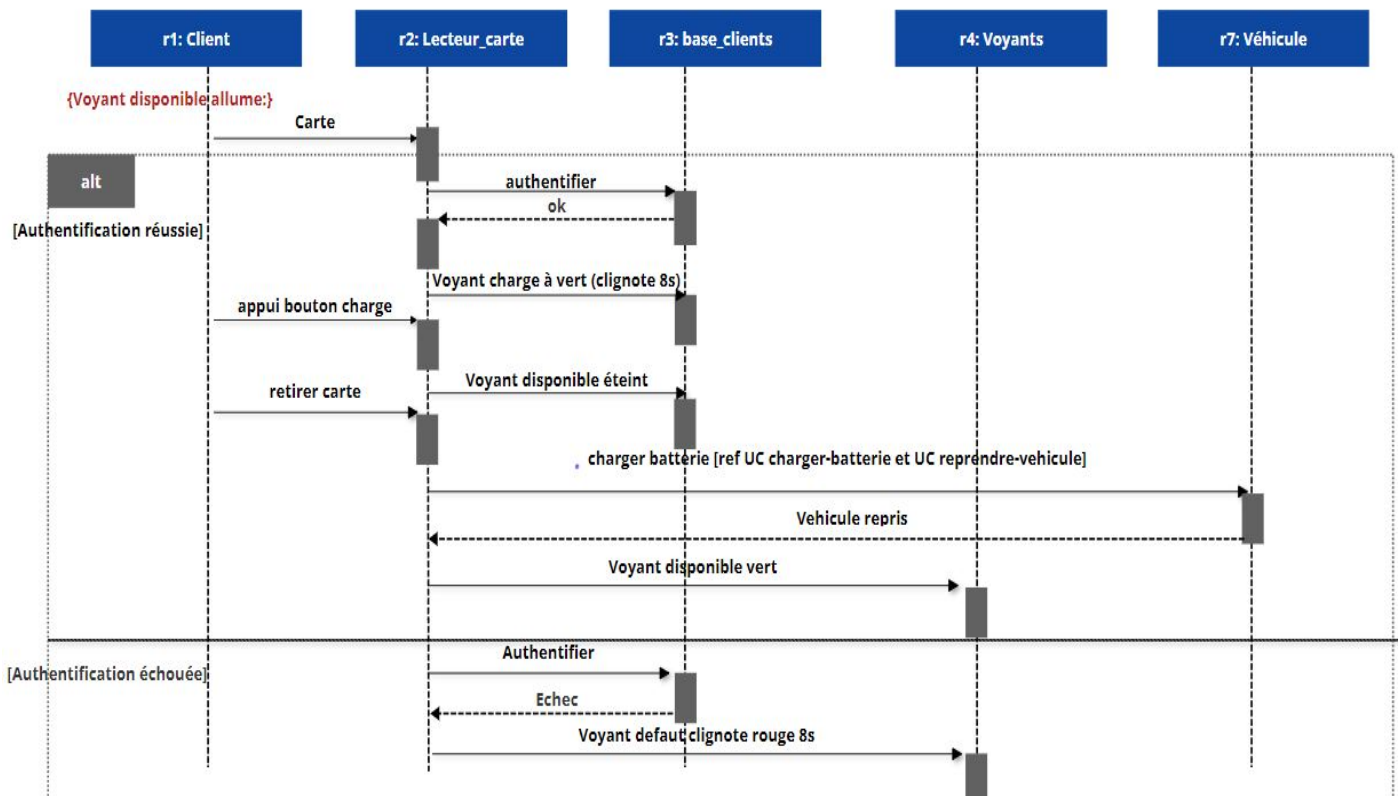 r1: Client
r2: Lecteur_carte
r3: base_clients
r4: Voyants
r7: Véhicule
{Voyant disponible allume:}
Carte
alt
authentifier
ok
[Authentification réussie]
Voyant charge à vert (clignote 8s)
appui bouton charge
Voyant disponible éteint
retirer carte
charger batterie [ref UC charger-batterie et UC reprendre-vehicule]
Vehicule repris
Voyant disponible vert
Authentifier
[Authentification échouée]
Echec
Voyant defaut clignote rouge 8s